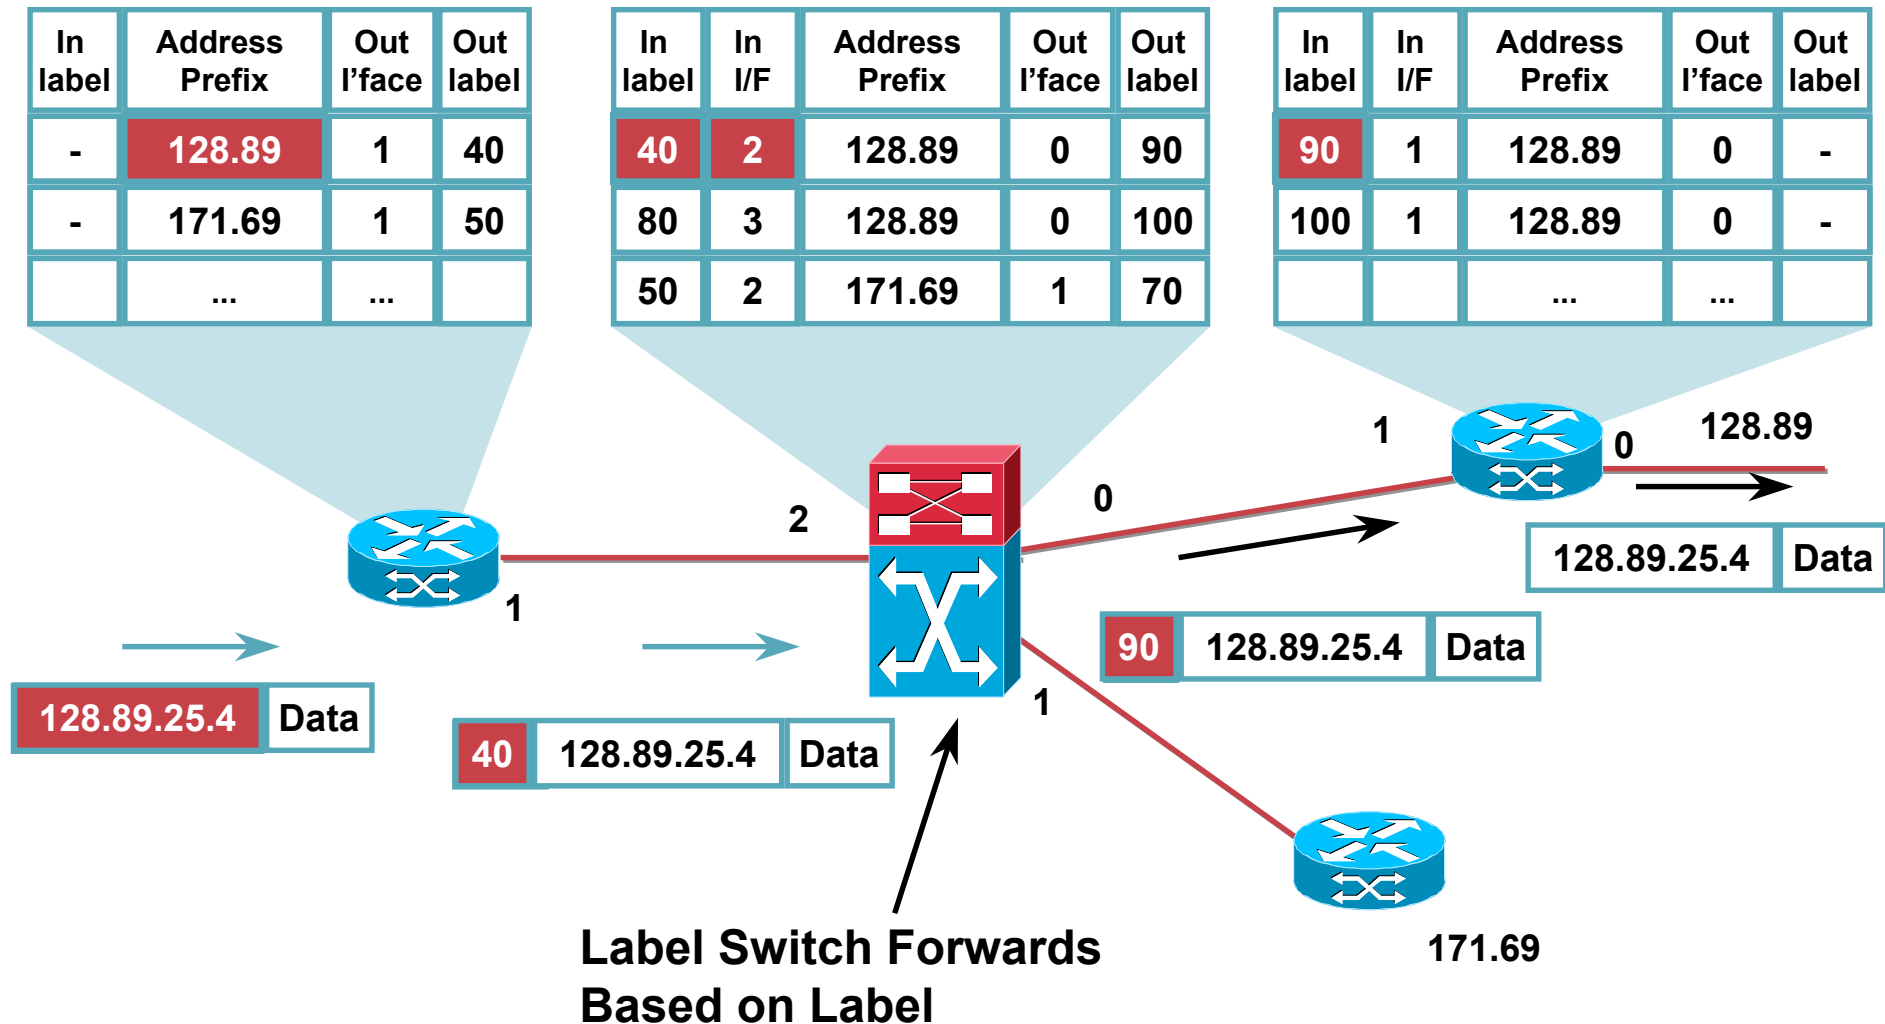 In label Address Prefix Out I'face Out label
- 128.89 1 40
- 171.69 1 50
... ...
In label In I/F Address Prefix Out I'face Out label
40 2 128.89 0 90
80 3 128.89 0 100
50 2 171.69 1 70
In label In I/F Address Prefix Out I'face Out label
90 1 128.89 0 -
100 1 128.89 0 -
... ...
1
0
128.89
2
0
128.89.25.4 Data
1
90 128.89.25.4 Data
1
128.89.25.4 Data
40 128.89.25.4 Data
Label Switch Forwards
Based on Label
171.69